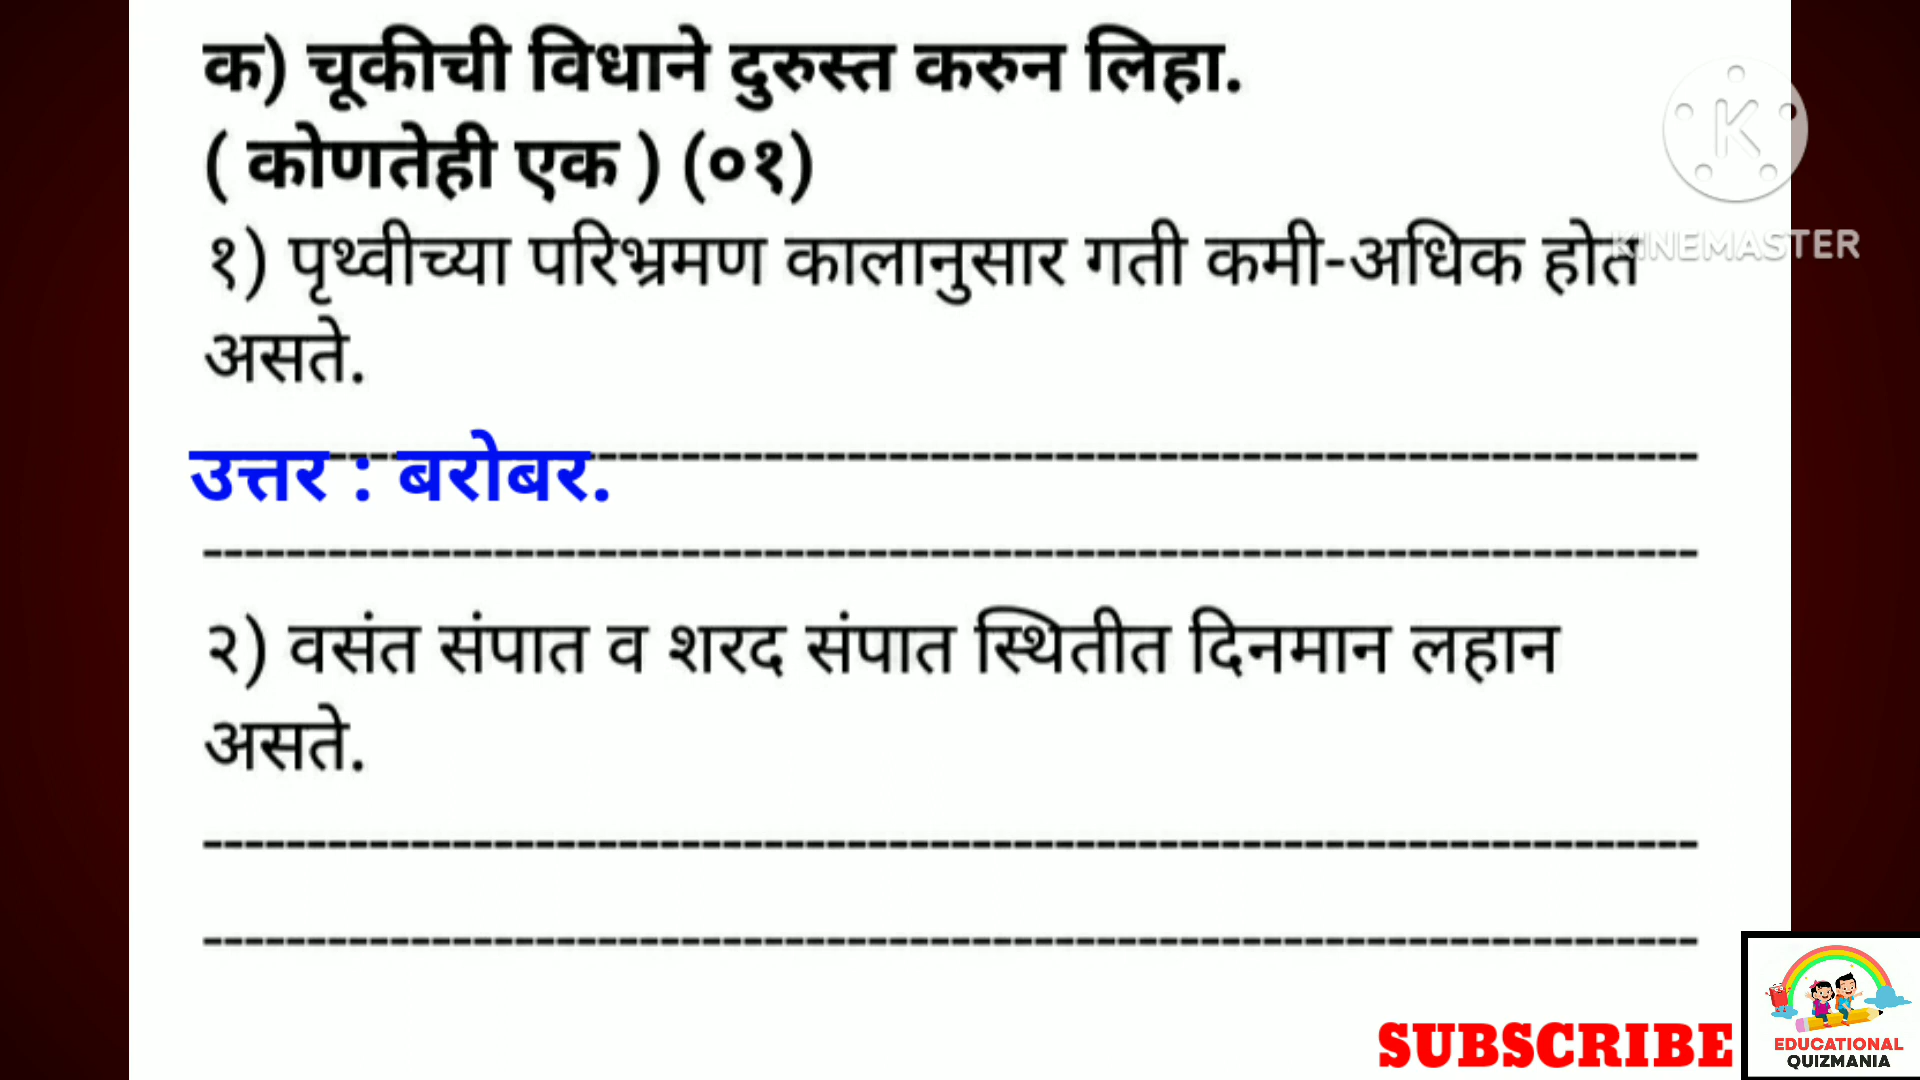 क) चूकीची विधाने दुरुस्त करुन लिहा.
( कोणतेही एक ) (०१)
१) पृथ्वीच्या परिभ्रमण कालानुसार गती कमी-अधिक होत
असते.
उत्तर : बरोबर.
२) वसंत संपात व शरद संपात स्थितीत दिनमान लहान
असते.
K
KINEMASTER
SUBSCRIBE
EDUCATIONAL
QUIZMANIA